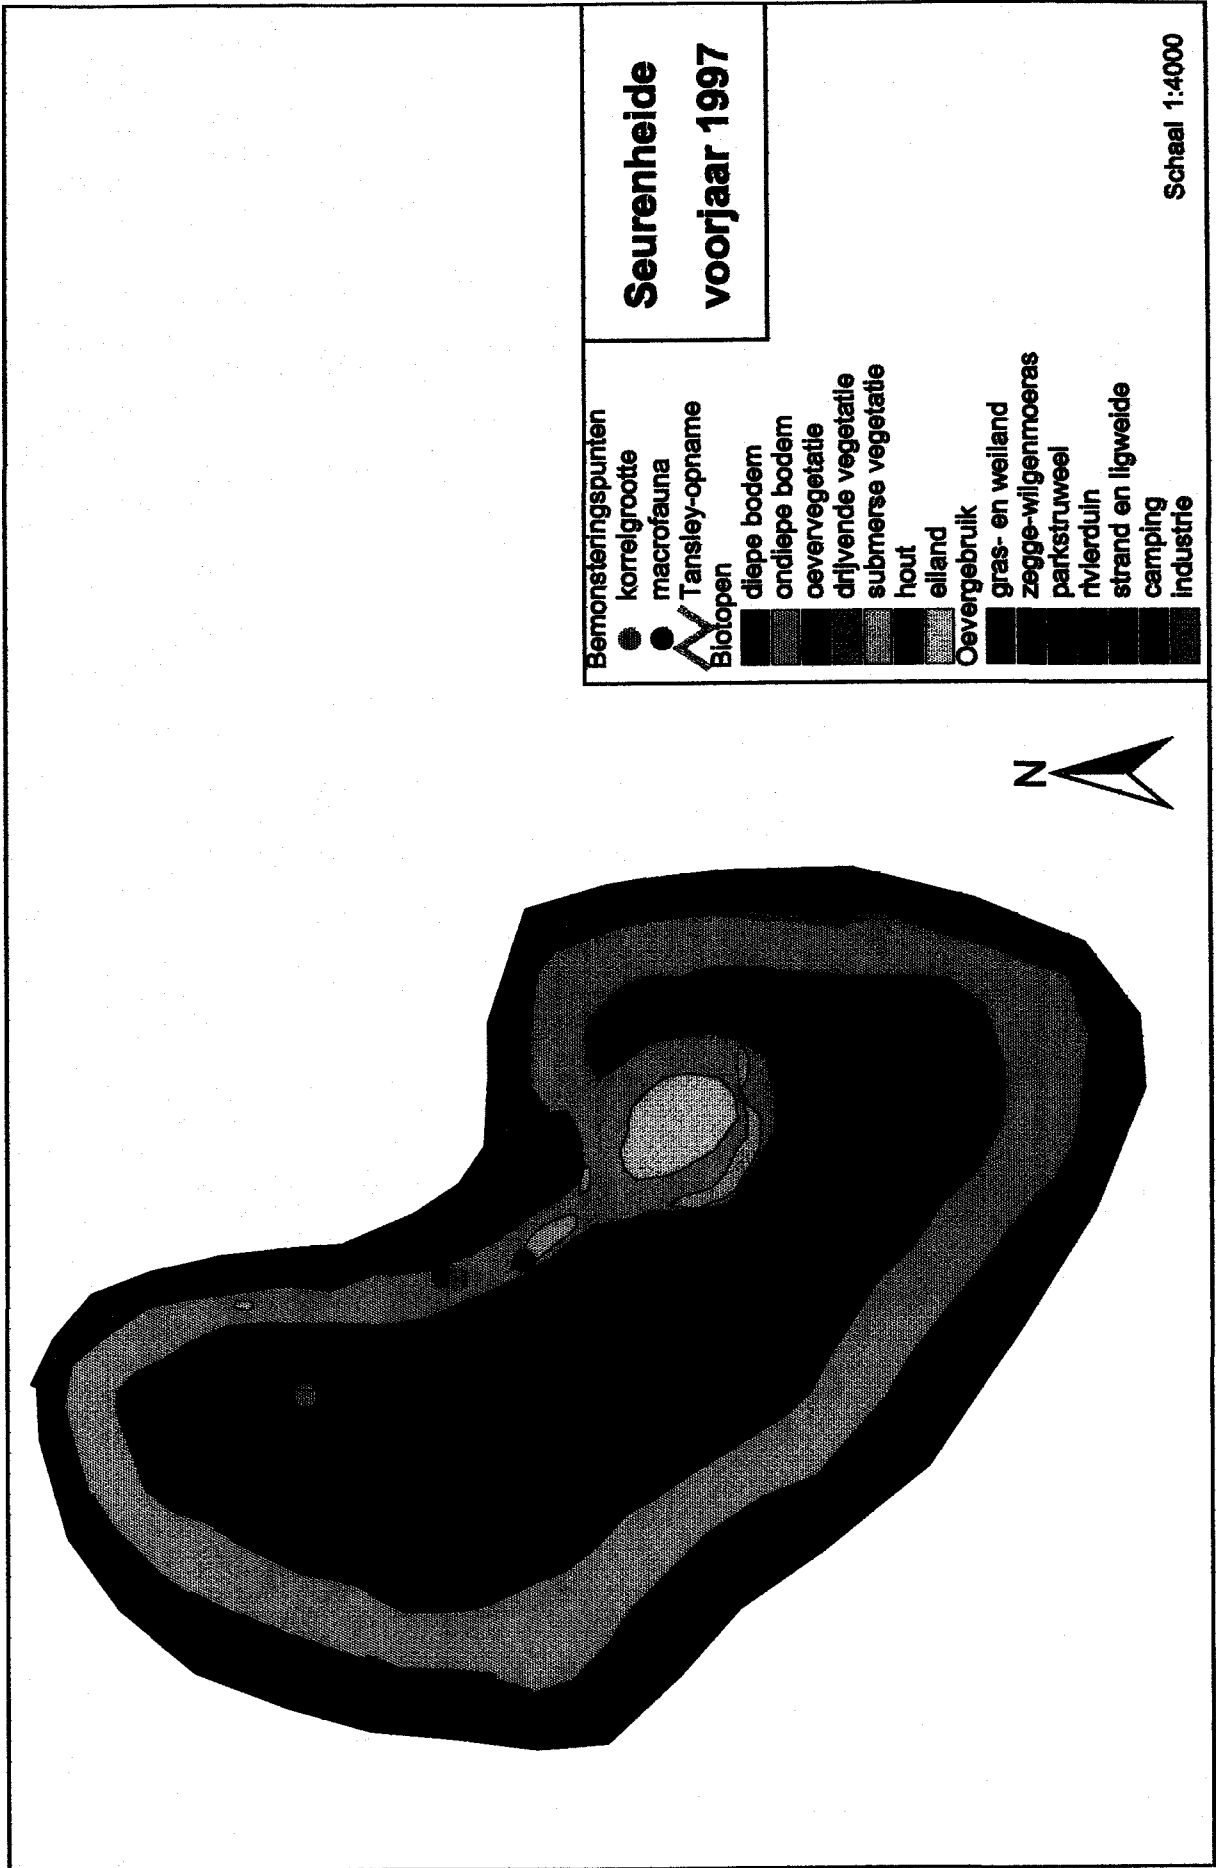 Seurenheide
voorjaar 1997
Bemonsteringspunten
korrelgrootte
macrofauna
Tansley-opname
Biotopen
diepe bodem
ondiepe bodem
oevervegetatie
drijvende vegetatie
submerse vegetatie
hout
eiland
Oevergebruik
gras- en weiland
zegge-wilgenmoeras
parkstruweel
rivierduin
strand en ligweide
camping
industrie
Schaal 1:4000
N